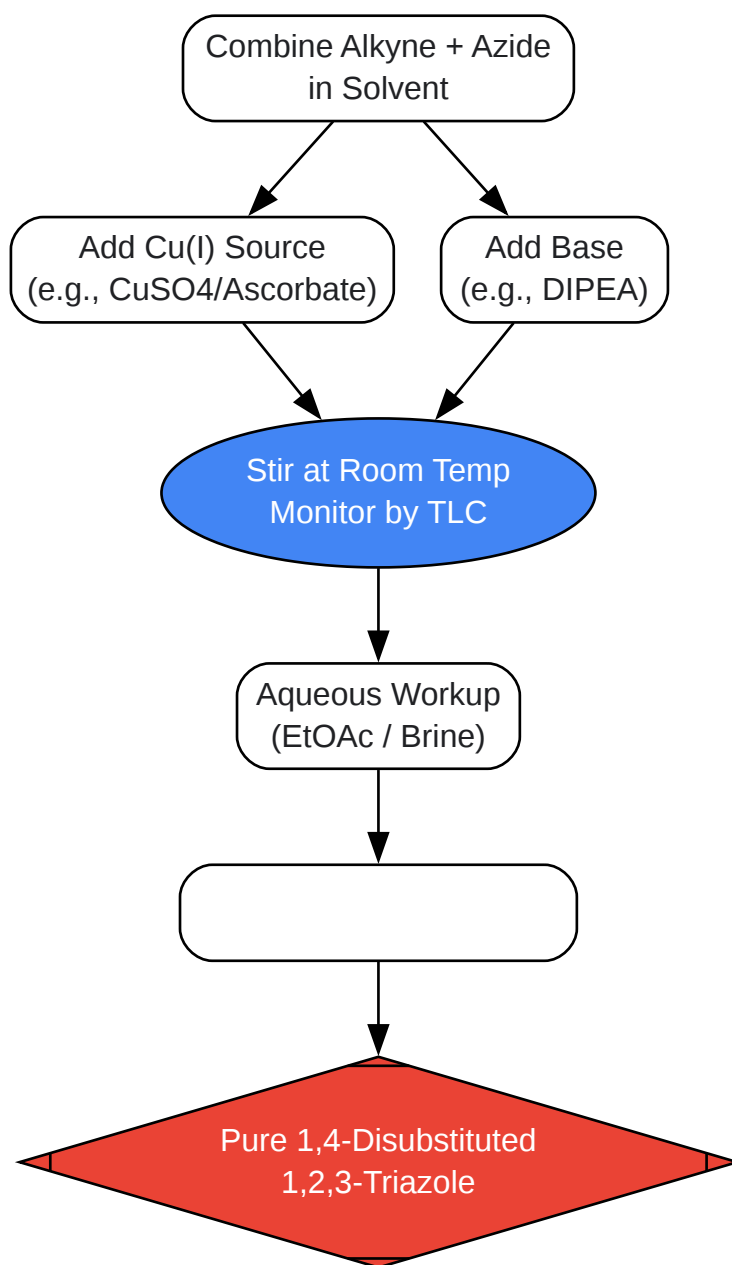 Combine Alkyne + Azide
in Solvent
Add Cu(I) Source
(e.g., CuSO4/Ascorbate)
Add Base
(e.g., DIPEA)
Stir at Room Temp
Monitor by TLC
Aqueous Workup
(EtOAc / Brine)
Pure 1,4-Disubstituted
1,2,3-Triazole